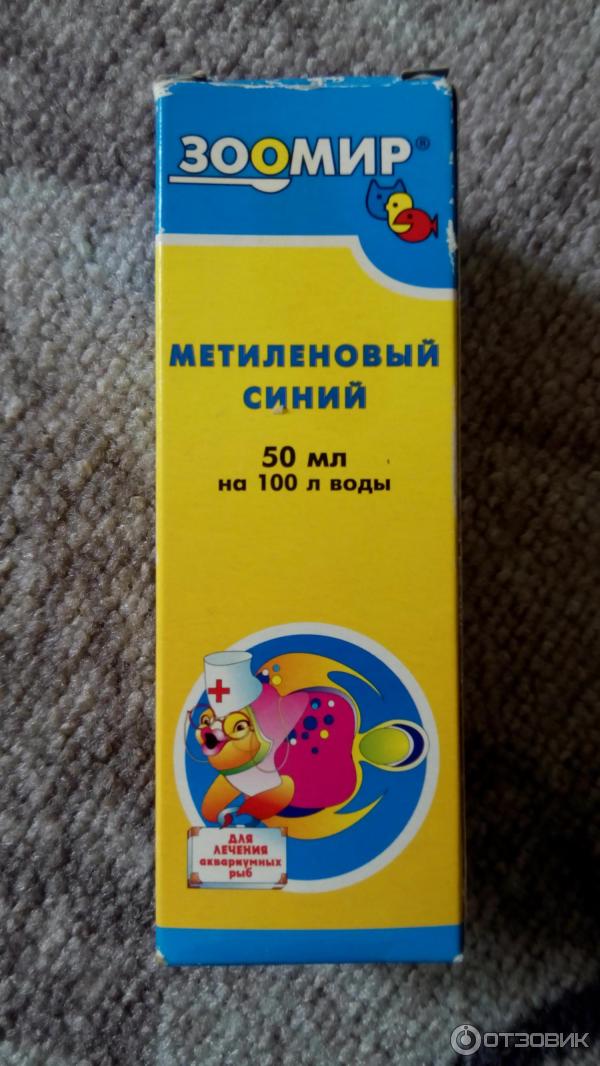 ЗООМИР®
МЕТИЛЕНОВЫЙ
СИНИЙ
50 мл
на 100 л воды
ДЛЯ
ЛЕЧЕНИЯ
аквариумных
рыб
ОТЗОВИК